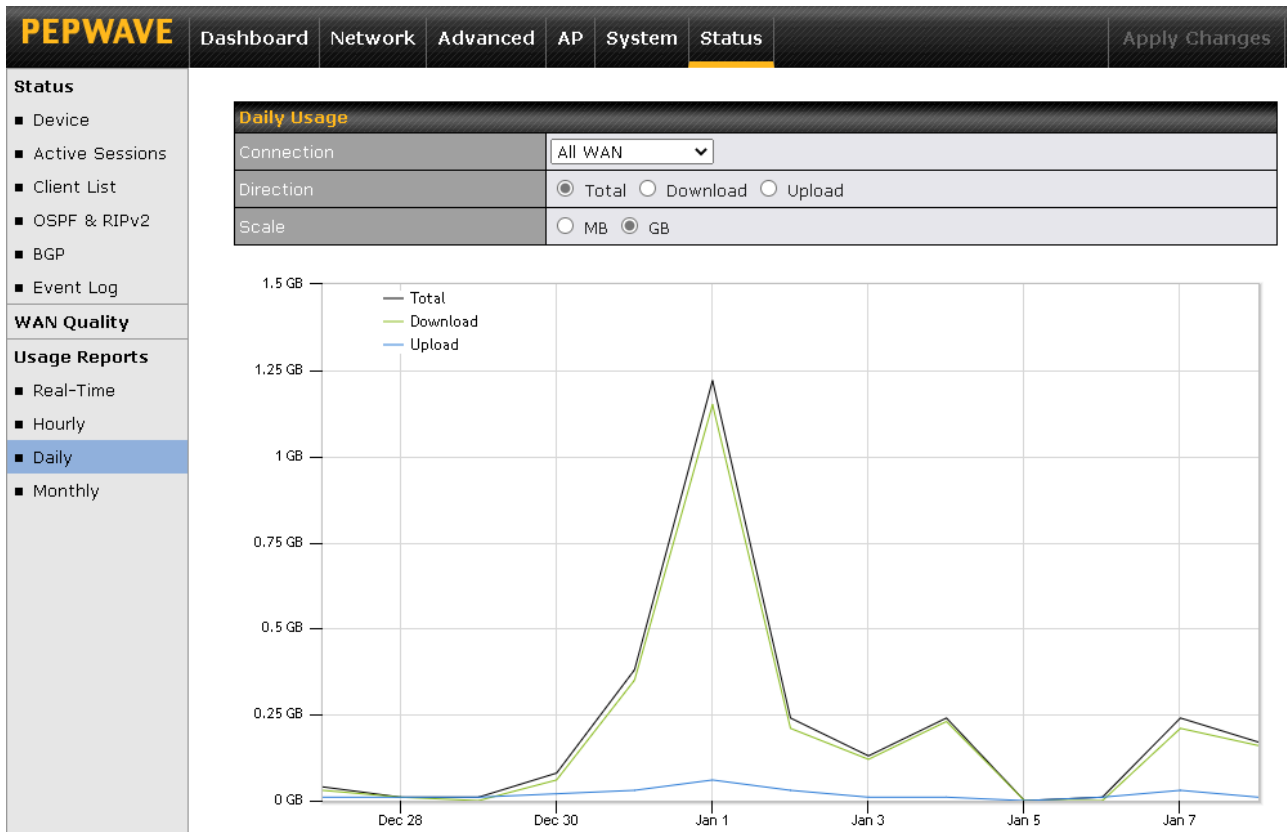 PEPWAVE
Dashboard Network Advanced AP System Status Apply Changes
Status
Device
Active Sessions
Client List
OSPF & RIPv2
BGP
Event Log
WAN Quality
Usage Reports
Real-Time
Hourly
Daily
Monthly
Daily Usage
Connection All WAN
Direction Total Download Upload
Scale MB GB
Total
Download
Upload
1.5 GB
1.25 GB
1 GB
0.75 GB
0.5 GB
0.25 GB
0 GB
Dec 28 Dec 30 Jan 1 Jan 3 Jan 5 Jan 7